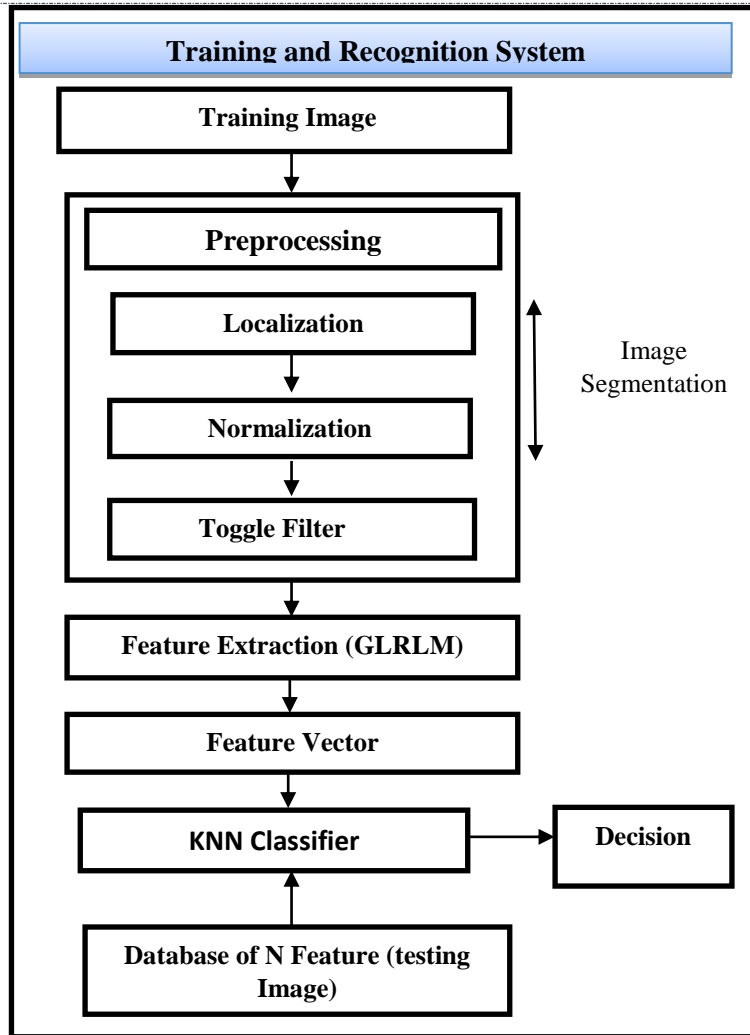 Training and Recognition System
Training Image
Preprocessing
Localization
Image
Segmentation
Normalization
Toggle Filter
Feature Extraction (GLRLM)
Feature Vector
KNN Classifier
Decision
Database of N Feature (testing
Image)